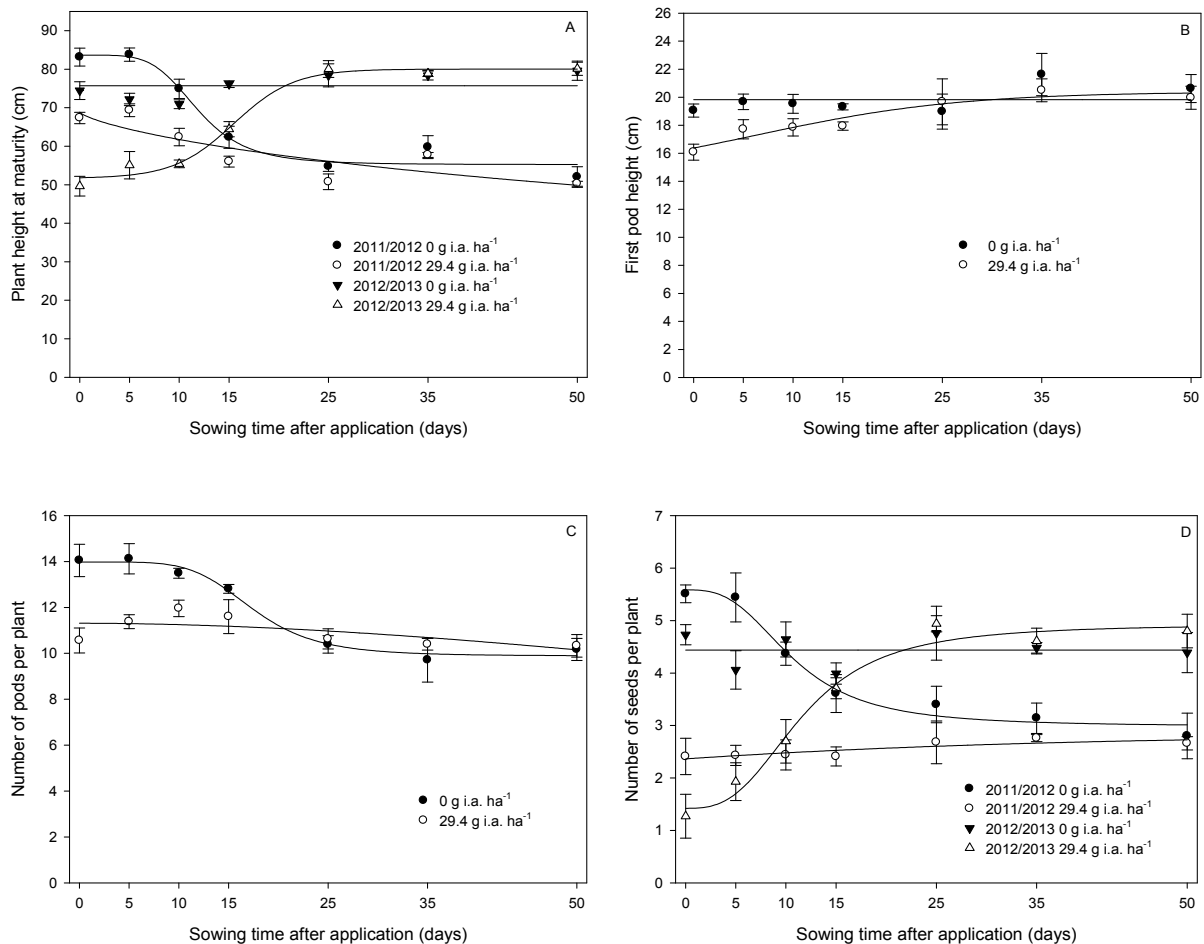 A
Plant height at maturity (cm)
90
80
70
60
50
40
30
20
10
0
2011/2012 0 g i.a. ha⁻¹
2011/2012 29.4 g i.a. ha⁻¹
2012/2013 0 g i.a. ha⁻¹
2012/2013 29.4 g i.a. ha⁻¹
0 5 10 15 25 35 50
Sowing time after application (days)
B
First pod height (cm)
26
24
22
20
18
16
14
12
10
8
6
4
2
0
0 g i.a. ha⁻¹
29.4 g i.a. ha⁻¹
0 5 10 15 25 35 50
Sowing time after application (days)
C
Number of pods per plant
16
14
12
10
8
6
4
2
0
0 g i.a. ha⁻¹
29.4 g i.a. ha⁻¹
0 5 10 15 25 35 50
Sowing time after application (days)
D
Number of seeds per plant
7
6
5
4
3
2
1
0
2011/2012 0 g i.a. ha⁻¹
2011/2012 29.4 g i.a. ha⁻¹
2012/2013 0 g i.a. ha⁻¹
2012/2013 29.4 g i.a. ha⁻¹
0 5 10 15 25 35 50
Sowing time after application (days)